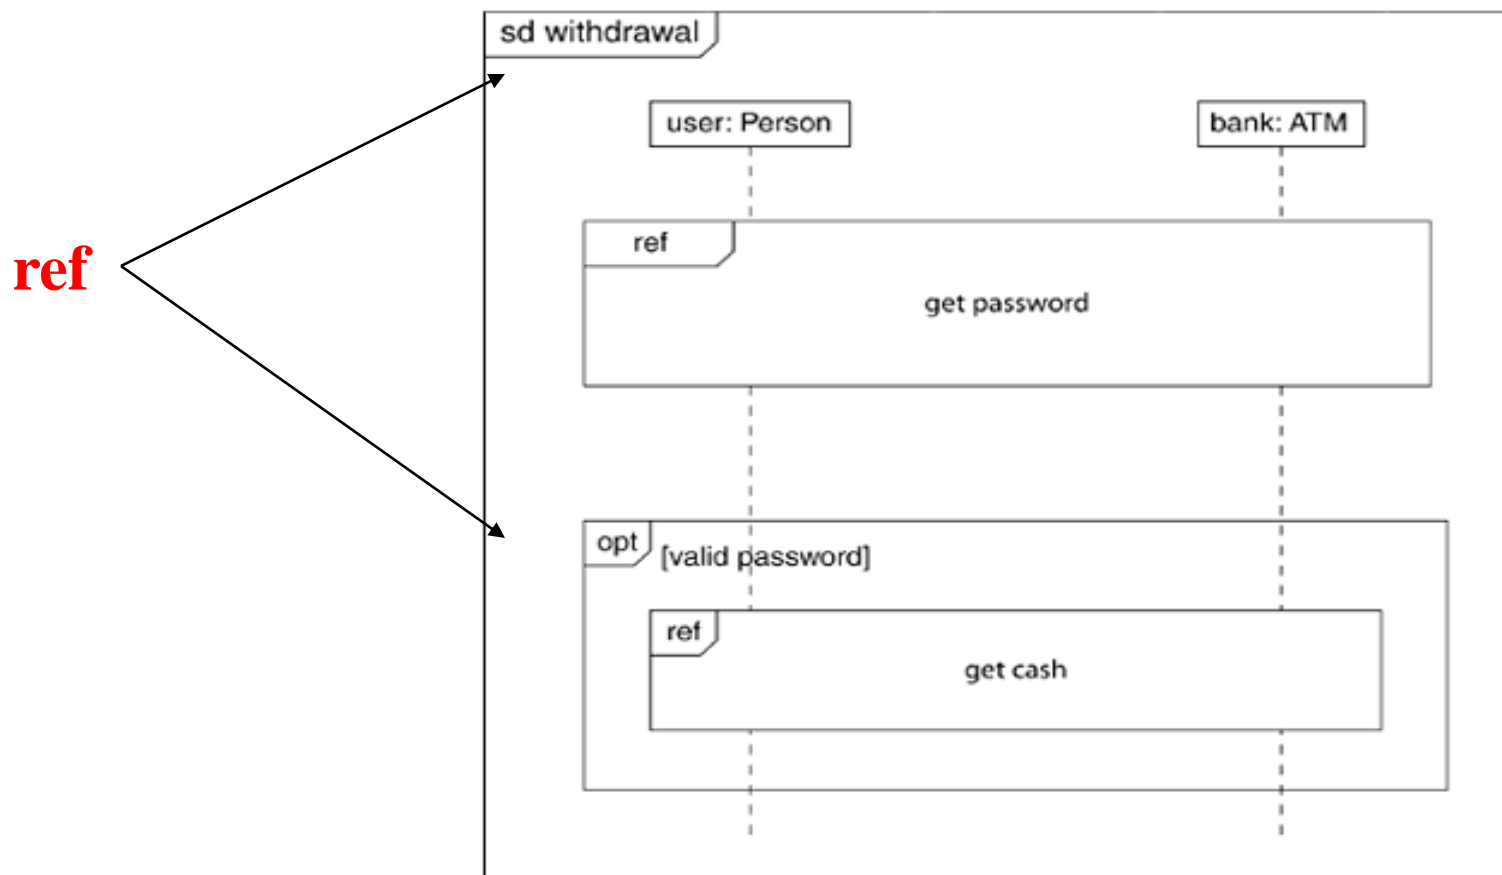 sd withdrawal
user: Person
bank: ATM
ref
ref
get password
opt
[valid password]
ref
get cash